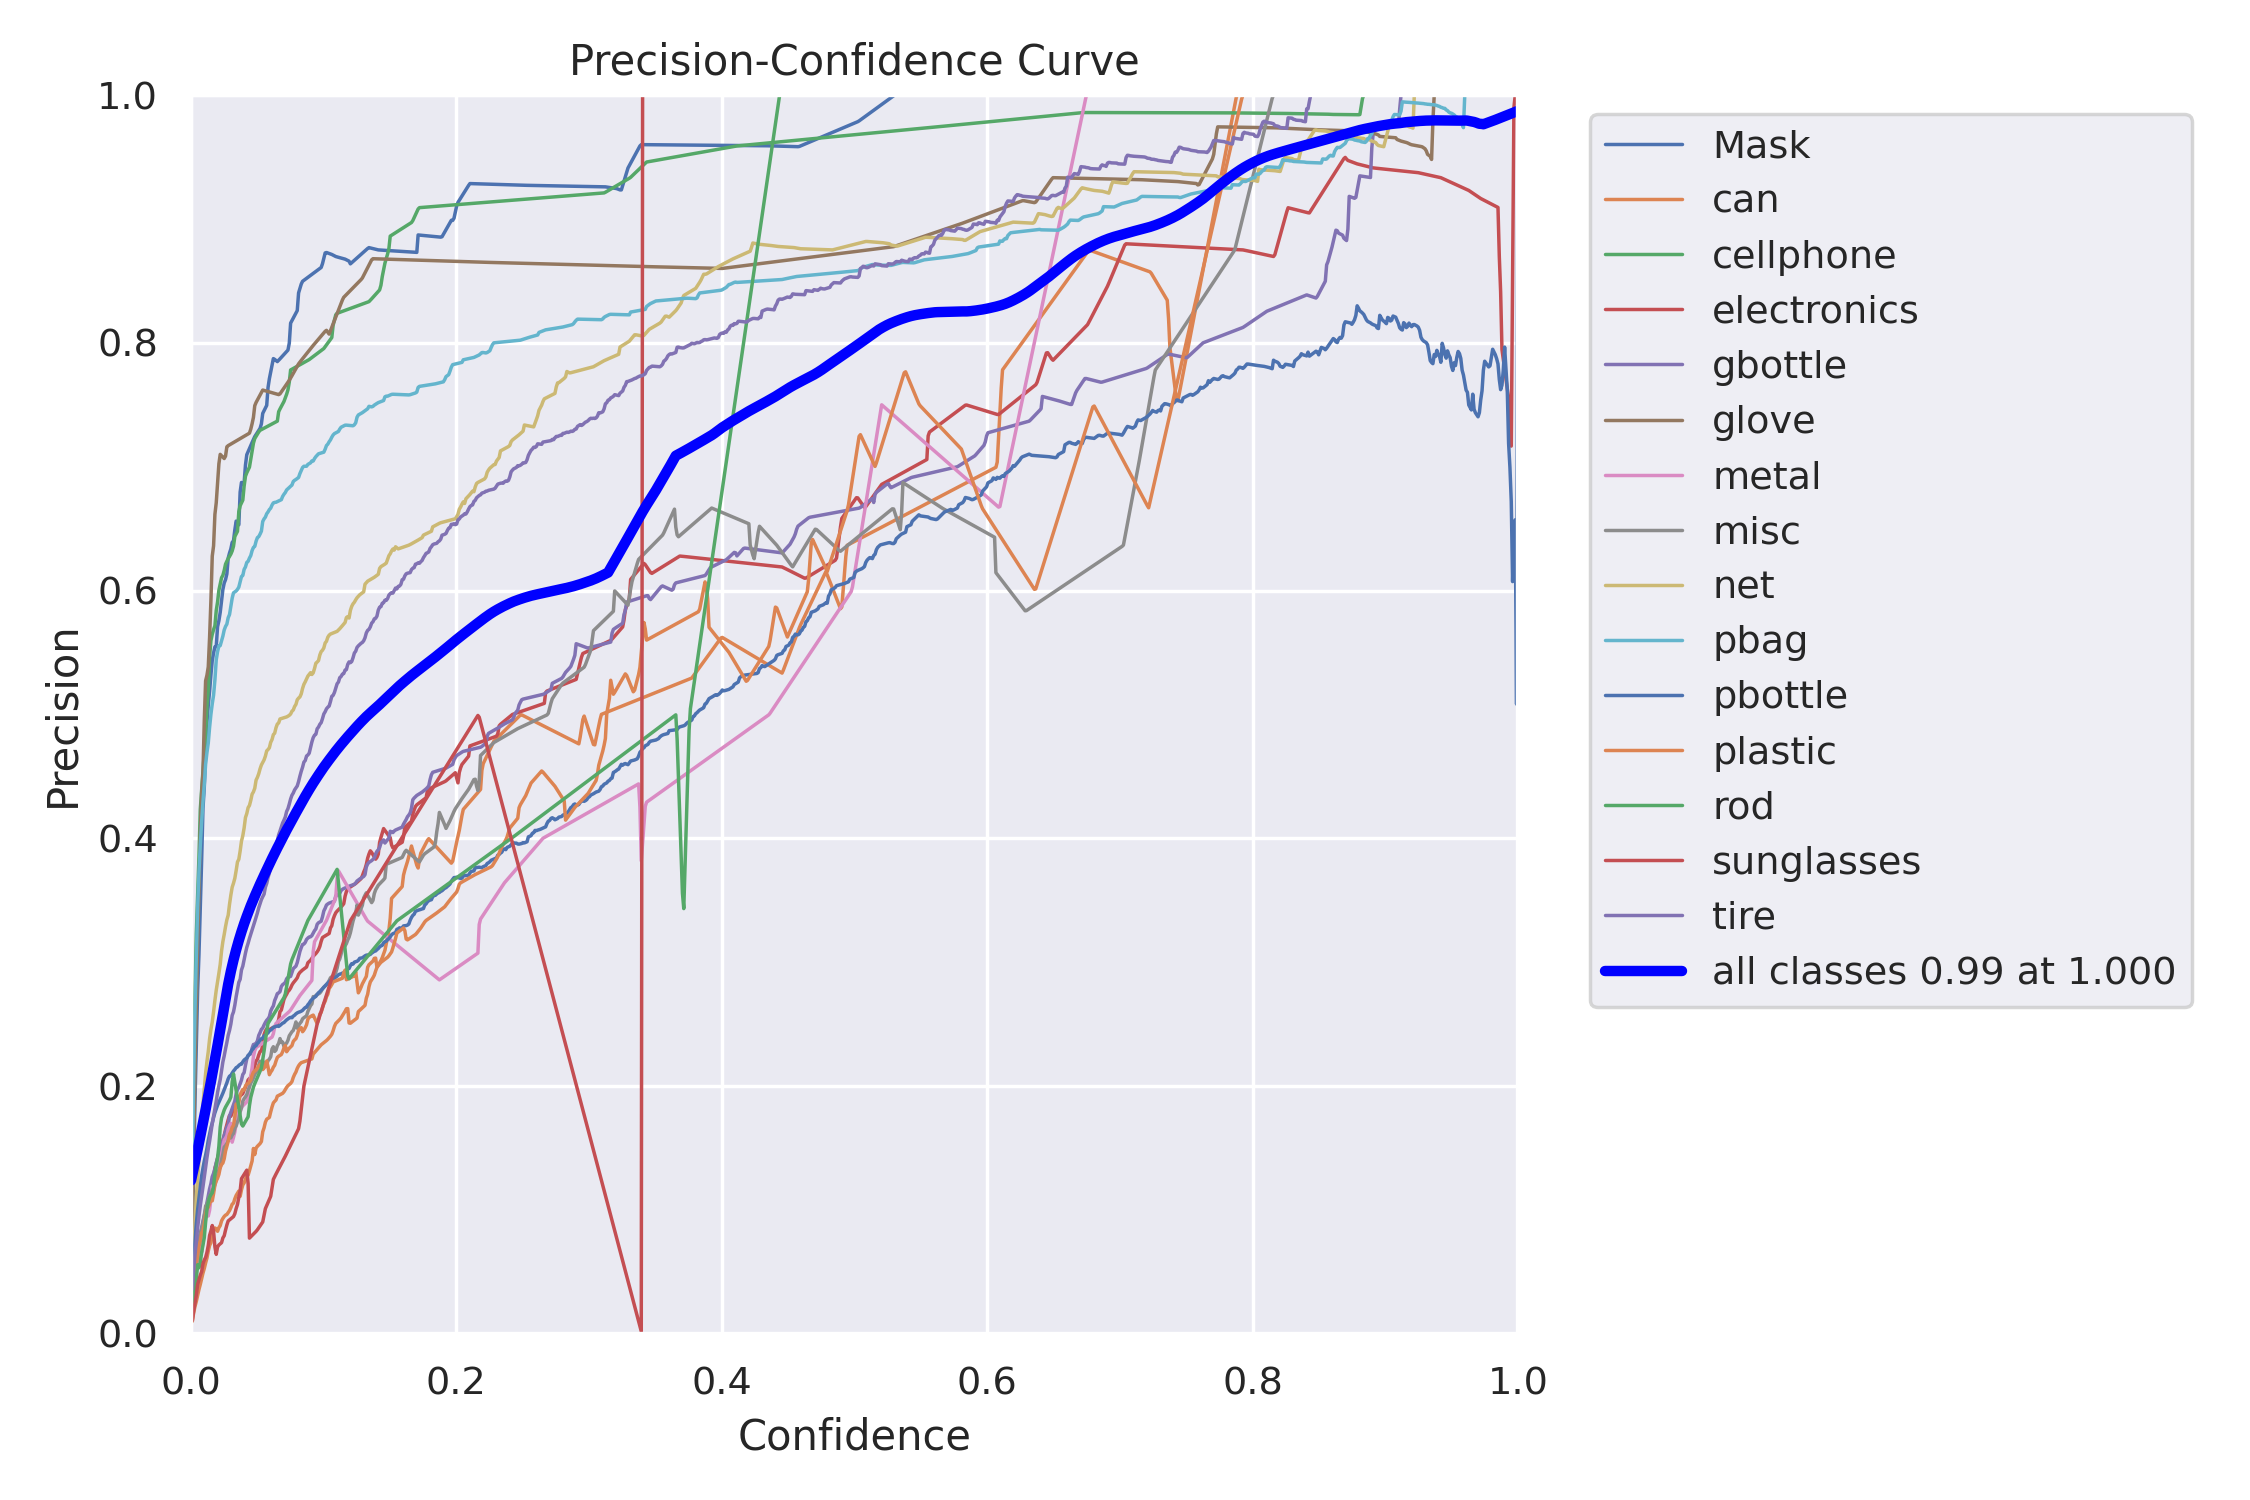 Precision-Confidence Curve
1.0
0.8
0.6
0.4
0.2
0.0
Precision
0.0 0.2 0.4 0.6 0.8 1.0
Confidence
Mask
can
cellphone
electronics
gbottle
glove
metal
misc
net
pbag
pbottle
plastic
rod
sunglasses
tire
all classes 0.99 at 1.000